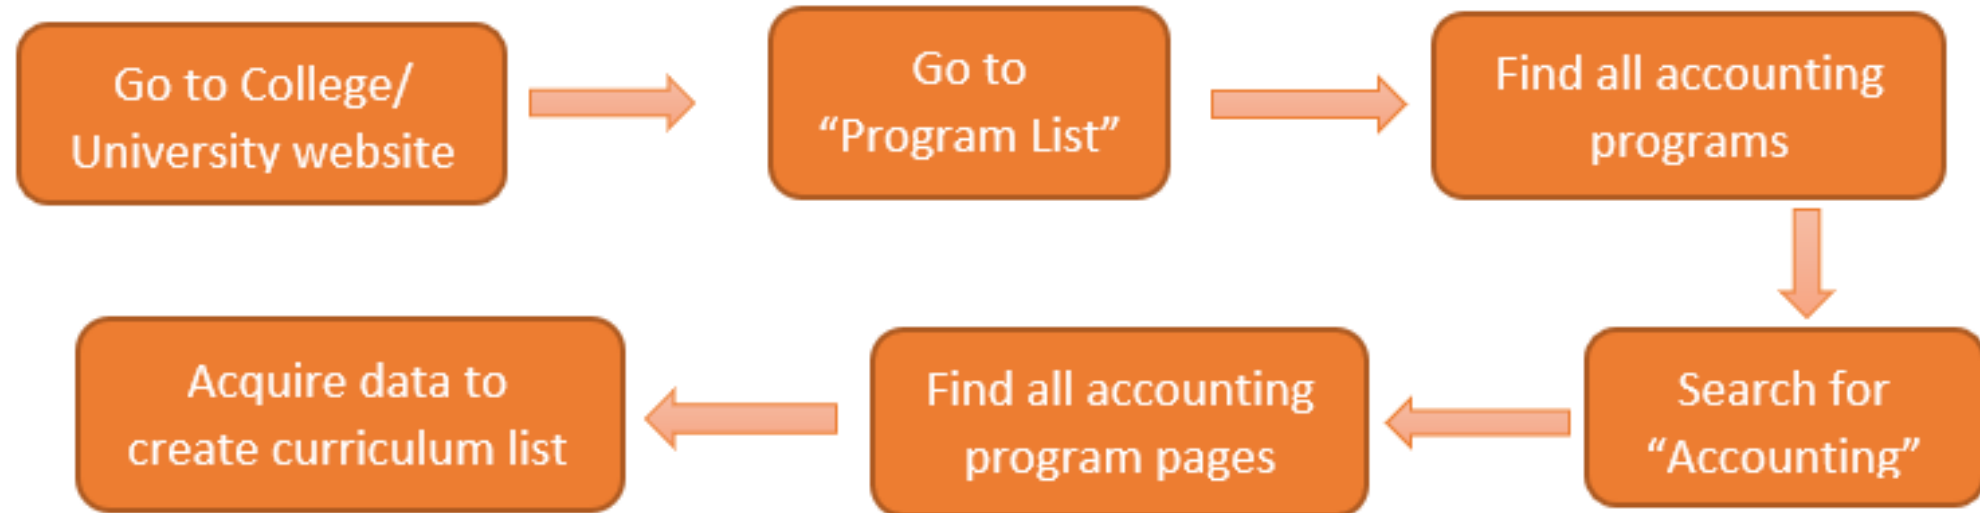 Go to College/
University website
Go to
“Program List”
Find all accounting
programs
Search for
“Accounting”
Find all accounting
program pages
Acquire data to
create curriculum list